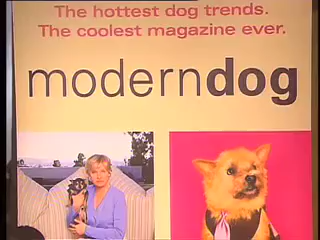 The hottest dog trends.
The coolest magazine ever.
moderndog